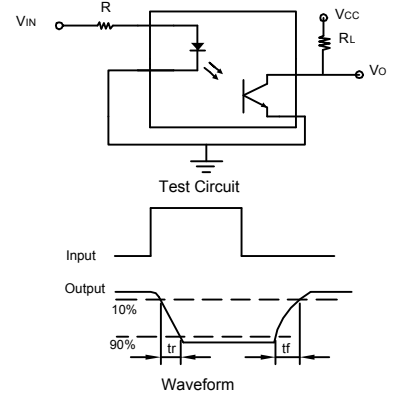 R
VIN
VCC
RL
VO
Test Circuit
Input
Output
10%
90%
tr
tf
Waveform